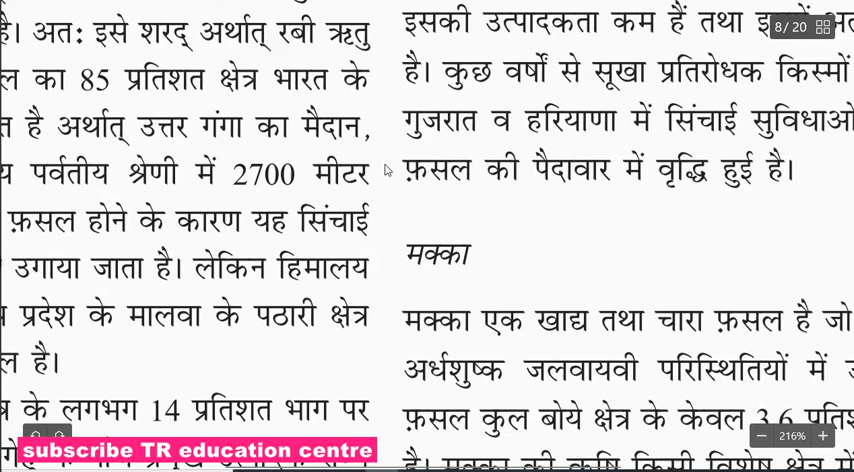 है। अत: इसे शरद् अर्थात् रबी ऋतु
ल का 85 प्रतिशत क्षेत्र भारत के
त है अर्थात् उत्तर गंगा का मैदान,
य पर्वतीय श्रेणी में 2700 मीटर
फ़सल होने के कारण यह सिंचाई
उगाया जाता है। लेकिन हिमालय
प्रदेश के मालवा के पठारी क्षेत्र
ल है।
त्र के लगभग 14 प्रतिशत भाग पर
subscribe TR education centre
इसकी उत्पादकता कम हैं तथा
8/20
है। कुछ वर्षों से सूखा प्रतिरोधक किस्मों
गुजरात व हरियाणा में सिंचाई सुविधाओ
फ़सल की पैदावार में वृद्धि हुई है।
मक्का
मक्का एक खाद्य तथा चारा फ़सल है जो
अर्धशुष्क जलवायवी परिस्थितियों में
फ़सल कुल बोये क्षेत्र के केवल 3.6 प्रतिश
216%
है। मक्का की कृषि किसी विशेष क्षेत्र में